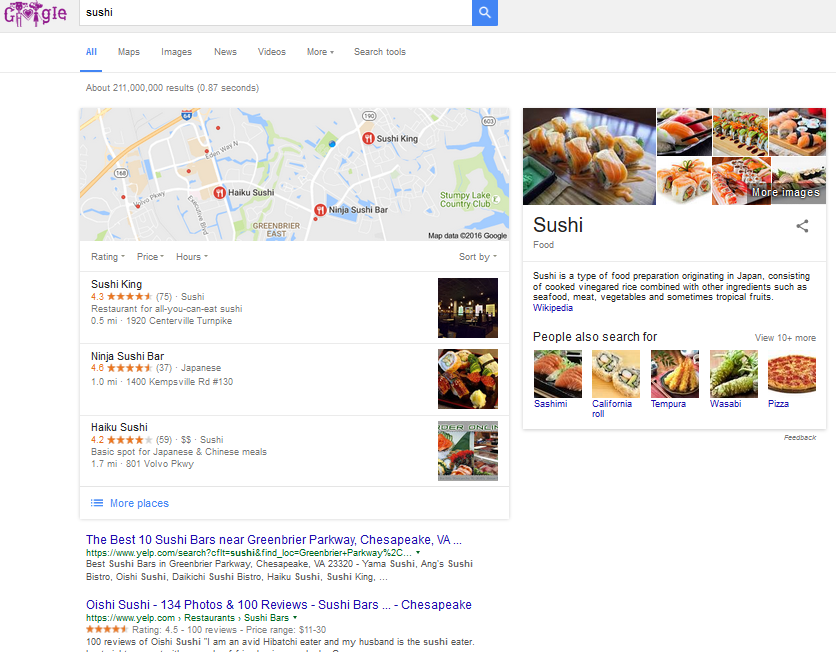 Google
sushi
All Maps Images News Videos More Search tools
About 211,000,000 results (0.87 seconds)
64
190
603
Sushi King
Eden Way N
168
Haiku Sushi
Volvo Pkwy
Executive Blvd
Stumpy Lake
Country Club
Ninja Sushi Bar
GREENBRIER
EAST
Map data ©2016 Google
Rating Price Hours Sort by
Sushi King
4.3 (75) · Sushi
Restaurant for all-you-can-eat sushi
0.5 mi · 1920 Centerville Turnpike
Ninja Sushi Bar
4.6 (37) · Japanese
1.0 mi · 1400 Kempsville Rd #130
Haiku Sushi
4.2 (59) · $$ · Sushi
Basic spot for Japanese & Chinese meals
1.7 mi · 801 Volvo Pkwy
More places
The Best 10 Sushi Bars near Greenbrier Parkway, Chesapeake, VA ...
https://www.yelp.com/search?cflt=sushi&find_loc=Greenbrier+Parkway%2C...
Best Sushi Bars in Greenbrier Parkway, Chesapeake, VA 23320 - Yama Sushi, Ang's Sushi
Bistro, Oishi Sushi, Daikichi Sushi Bistro, Haiku Sushi, Sushi King, ...
Oishi Sushi - 134 Photos & 100 Reviews - Sushi Bars ... - Chesapeake
https://www.yelp.com › Restaurants › Sushi Bars
Rating: 4.5 - 100 reviews - Price range: $11-30
100 reviews of Oishi Sushi "I am an avid Hibatchi eater and my husband is the sushi eater.
More images
Sushi
Food
Sushi is a type of food preparation originating in Japan, consisting
of cooked vinegared rice combined with other ingredients such as
seafood, meat, vegetables and sometimes tropical fruits.
Wikipedia
People also search for View 10+ more
Sashimi California Tempura Wasabi Pizza
roll
Feedback